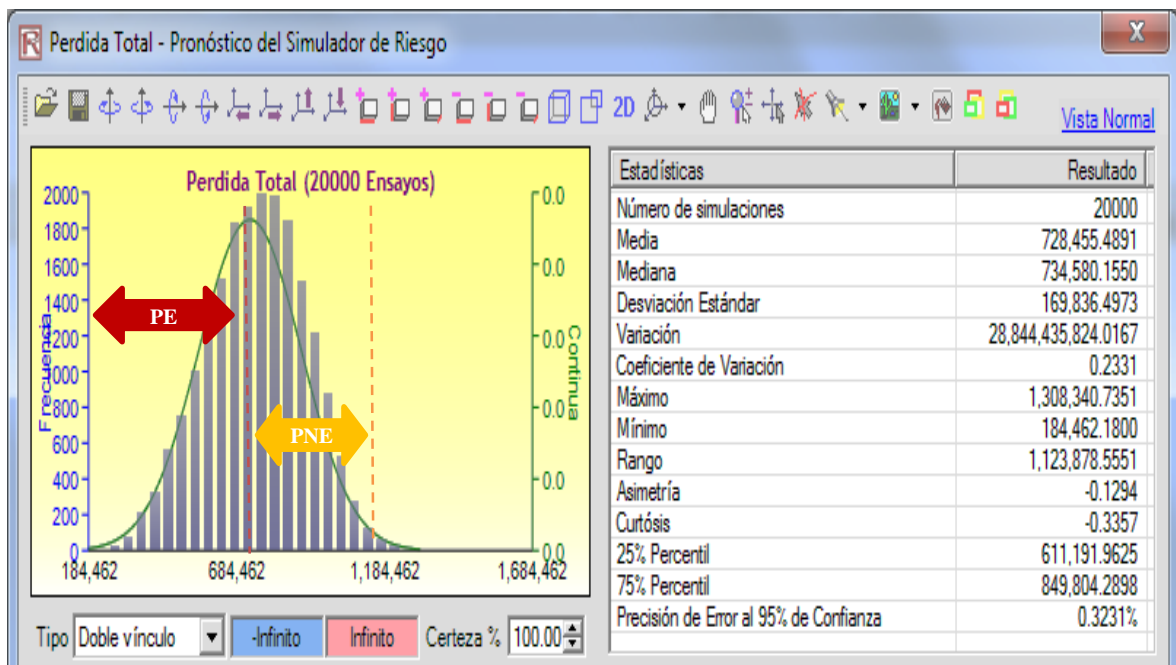 Perdida Total - Pronóstico del Simulador de Riesgo
X
2D
Vista Normal
Perdida Total (20000 Ensayos)
2000
1800
1600
1400
1200
1000
800
600
400
200
0
Frecuencia
0.0
0.0
0.0
0.0
0.0
0.0
Continua
PE
PNE
184,462
684,462
1,184,462
1,684,462
Tipo Doble vínculo -Infinito Infinito Certeza % 100.00
Estadísticas Resultado
Número de simulaciones 20000
Media 728,455.4891
Mediana 734,580.1550
Desviación Estándar 169,836.4973
Variación 28,844,435,824.0167
Coeficiente de Variación 0.2331
Máximo 1,308,340.7351
Mínimo 184,462.1800
Rango 1,123,878.5551
Asimetría -0.1294
Curtósis -0.3357
25% Percentil 611,191.9625
75% Percentil 849,804.2898
Precisión de Error al 95% de Confianza 0.3231%